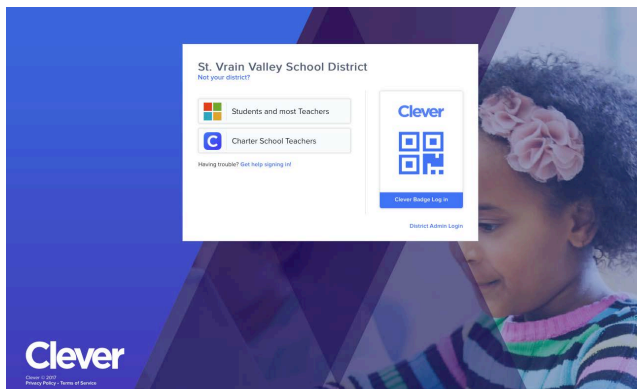 St. Vrain Valley School District
Not your district?
Students and most Teachers
Charter School Teachers
Having trouble? Get help signing in!
Clever
Clever Badge Log in
District Admin Login
Clever
Clever © 2017
Privacy Policy - Terms of Service